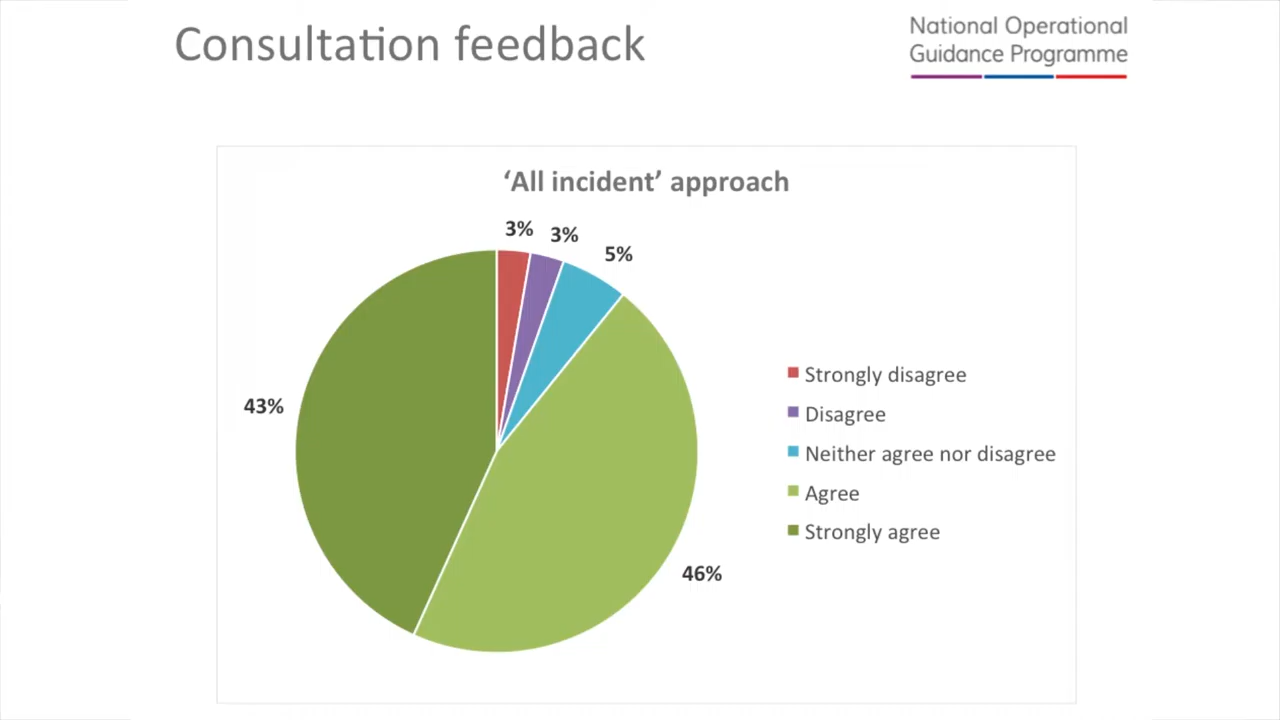 Consultation feedback
National Operational
Guidance Programme
‘All incident’ approach
3%
3%
5%
43%
46%
Strongly disagree
Disagree
Neither agree nor disagree
Agree
Strongly agree